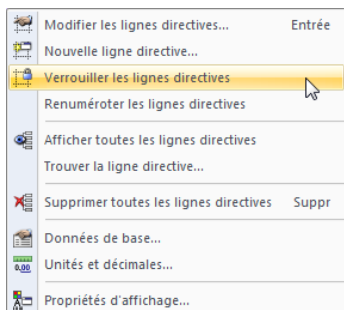 Modifier les lignes directives... Entrée
Nouvelle ligne directive...
Verrouiller les lignes directives
Renuméroter les lignes directives
Afficher toutes les lignes directives
Trouver la ligne directive...
Supprimer toutes les lignes directives Suppr
Données de base...
0,00 Unités et décimales...
Propriétés d'affichage...